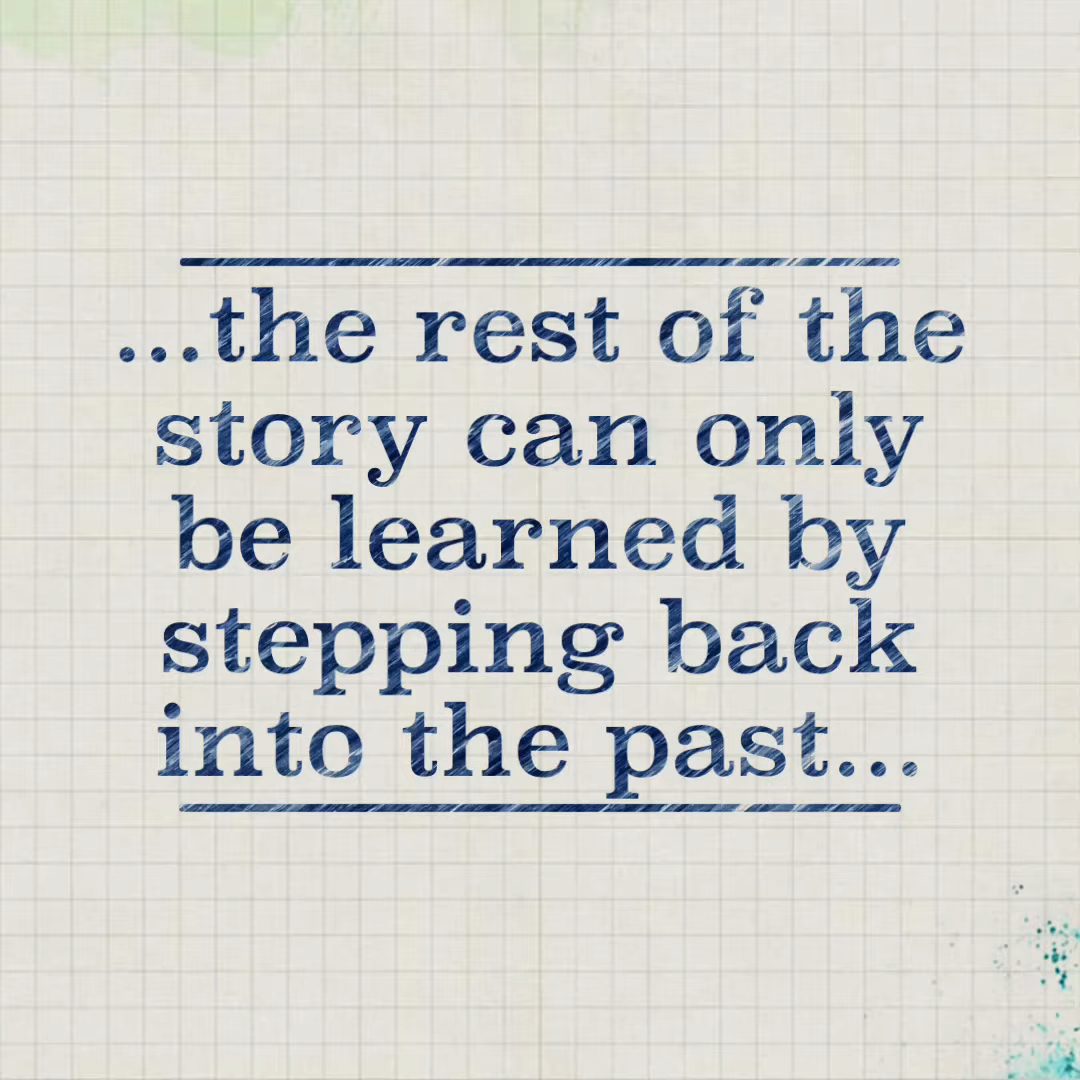 ...the rest of the
story can only
be learned by
stepping back
into the past...